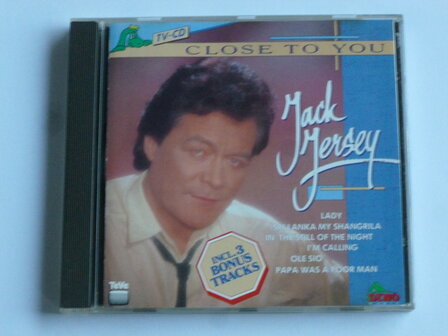 TV-CD
CLOSE TO YOU
Jack
Jersey
LADY
SRI LANKA MY SHANGRILA
IN THE STILL OF THE NIGHT
I'M CALLING
OLE SIO
PAPA WAS A POOR MAN
INCL. 3
BONUS
TRACKS
TeVe
DINO